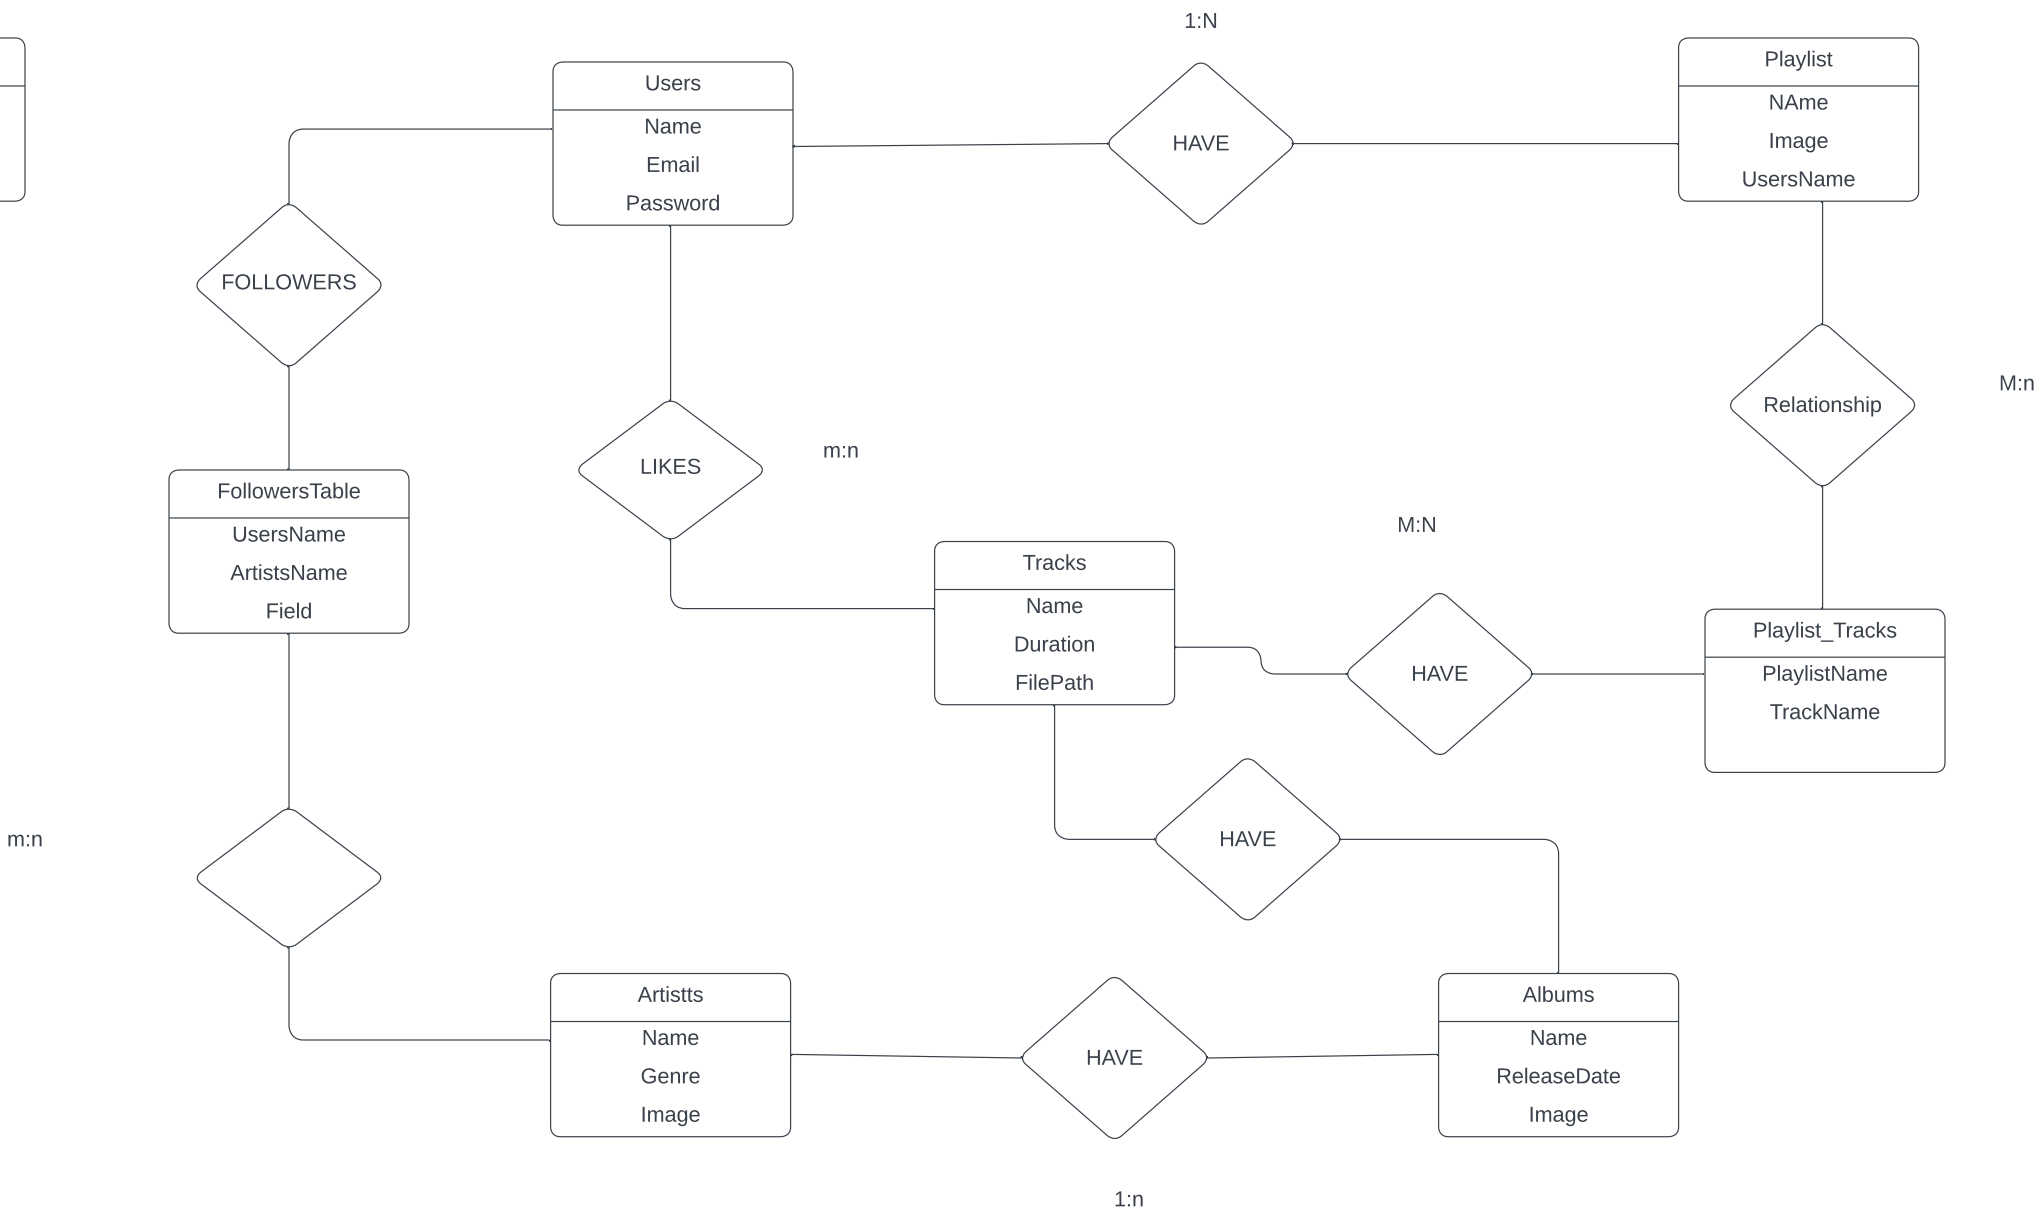 1:N
Users
Name
Email
Password
HAVE
Playlist
NAme
Image
UsersName
FOLLOWERS
Relationship
M:n
LIKES
m:n
FollowersTable
UsersName
ArtistsName
Field
M:N
Tracks
Name
Duration
FilePath
HAVE
Playlist_Tracks
PlaylistName
TrackName
HAVE
m:n
Artistts
Name
Genre
Image
HAVE
Albums
Name
ReleaseDate
Image
1:n